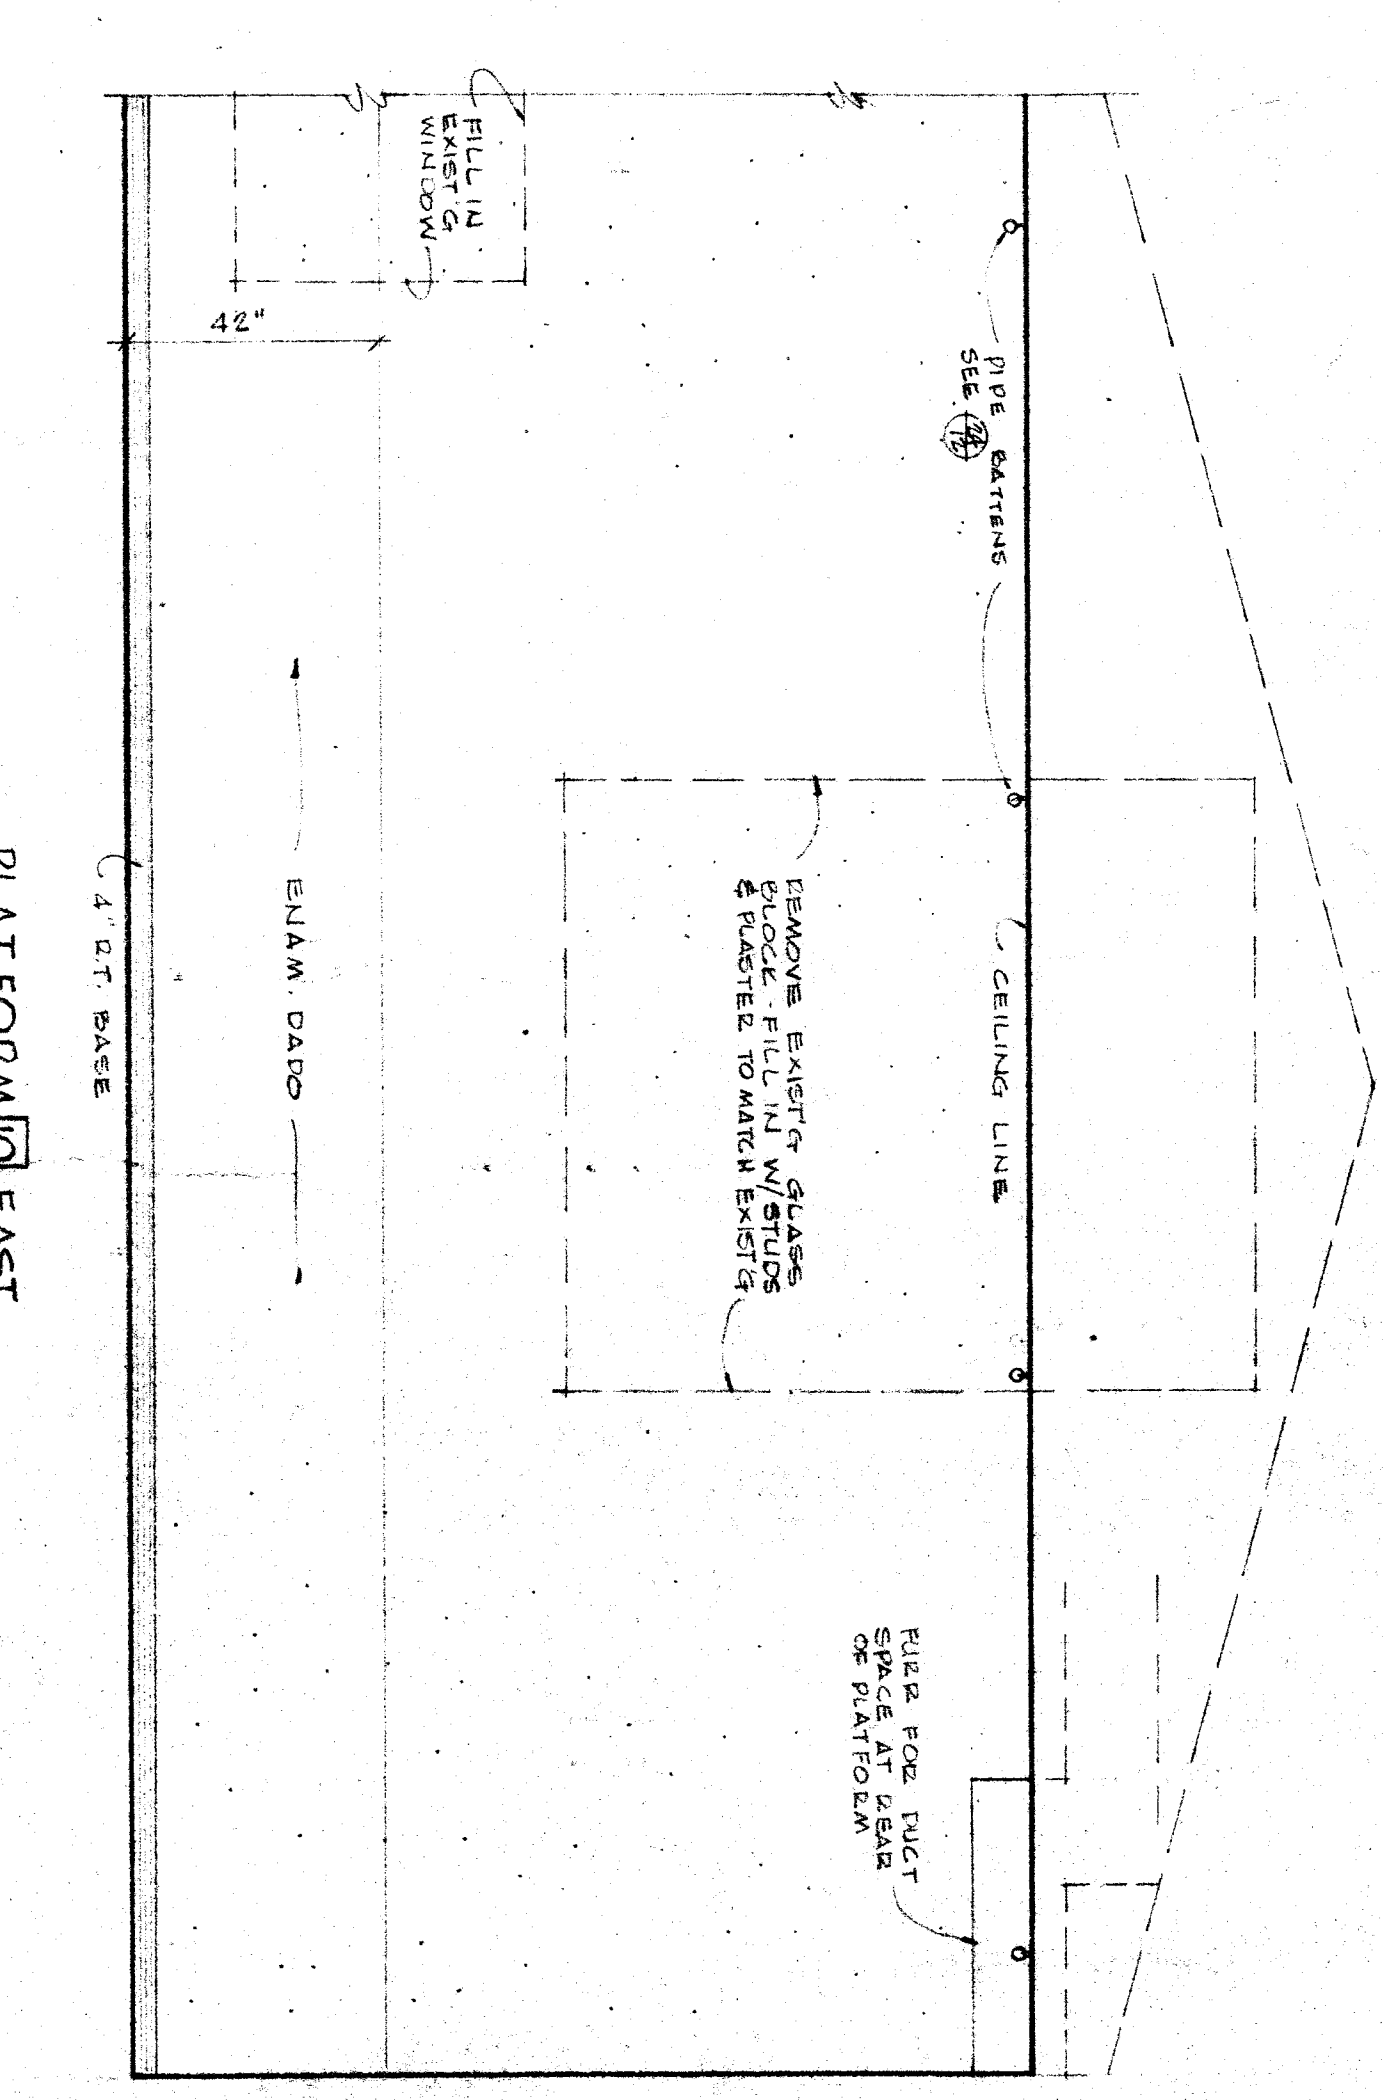 FILL IN
EXIST'G
WINDOW
42"
PIPE BATTENS
SEE
CEILING LINE
REMOVE EXIST'G GLASS
BLOCK - FILL IN W/STUDS
& PLASTER TO MATCH EXIST'G
FURR FOR DUCT
SPACE AT REAR
OF PLATFORM
ENAM. DADO
4" R.T. BASE
PLATFORM 10 EAST